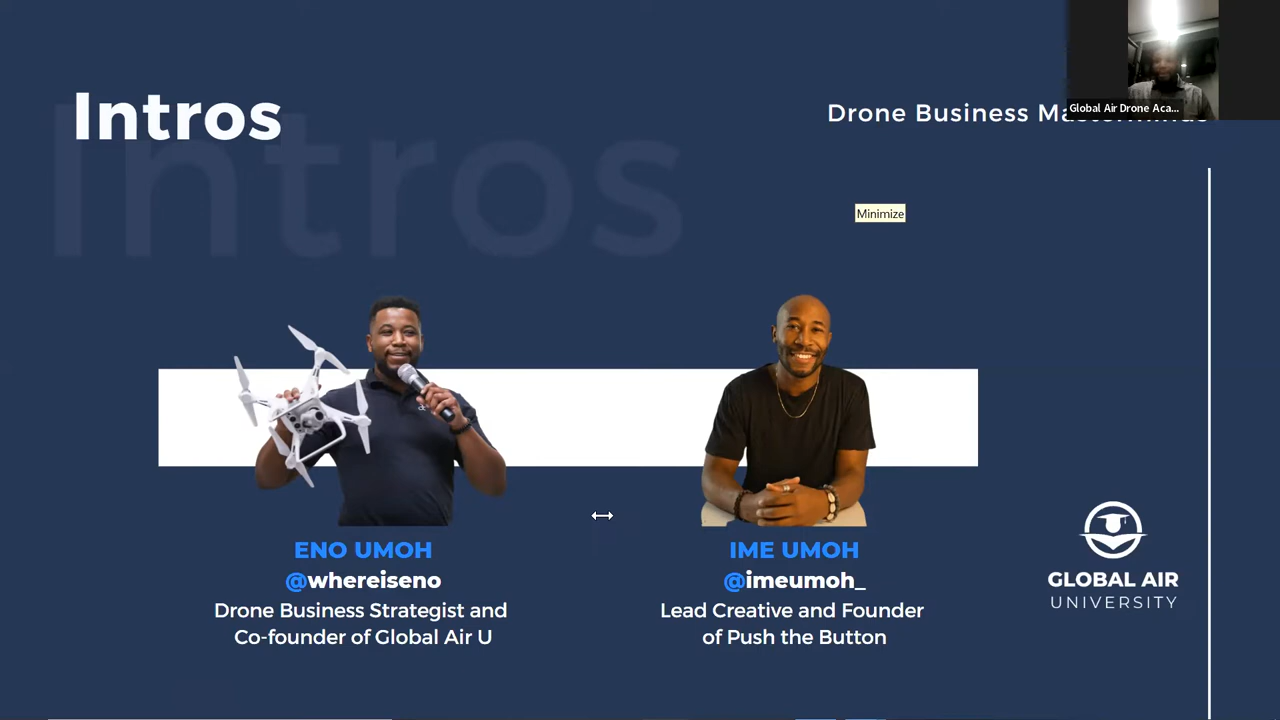 Intros
Intros
Drone Business
Global Air Drone Aca...
Minimize
ENO UMOH
@whereiseno
Drone Business Strategist and
Co-founder of Global Air U
IME UMOH
@imeumoh_
Lead Creative and Founder
of Push the Button
GLOBAL AIR
UNIVERSITY